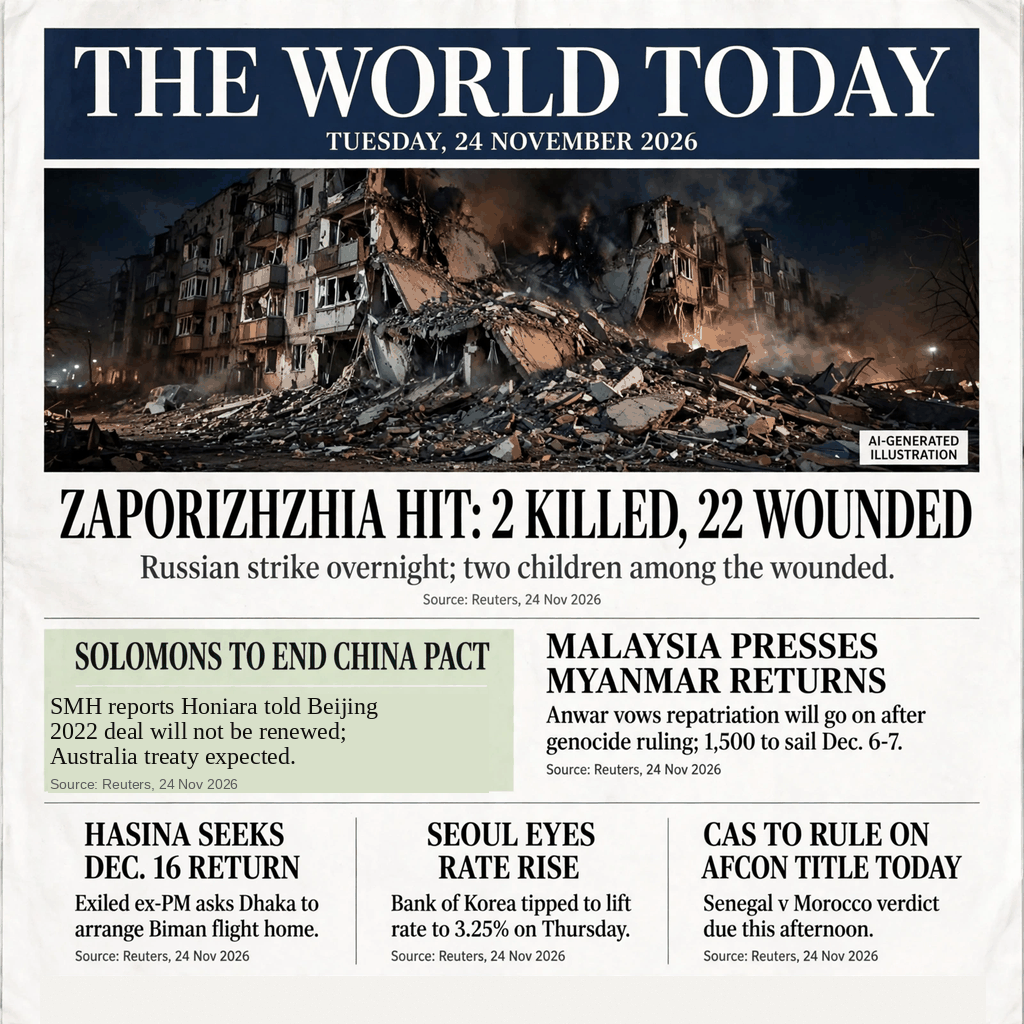 THE WORLD TODAY
TUESDAY, 24 NOVEMBER 2026
AI-GENERATED
ILLUSTRATION
ZAPORIZHZHIA HIT: 2 KILLED, 22 WOUNDED
Russian strike overnight; two children among the wounded.
Source: Reuters, 24 Nov 2026
SOLOMONS TO END CHINA PACT
SMH reports Honiara told Beijing
2022 deal will not be renewed;
Australia treaty expected.
Source: Reuters, 24 Nov 2026
MALAYSIA PRESSES
MYANMAR RETURNS
Anwar vows repatriation will go on after
genocide ruling; 1,500 to sail Dec. 6-7.
Source: Reuters, 24 Nov 2026
HASINA SEEKS
DEC. 16 RETURN
Exiled ex-PM asks Dhaka to
arrange Biman flight home.
Source: Reuters, 24 Nov 2026
SEOUL EYES
RATE RISE
Bank of Korea tipped to lift
rate to 3.25% on Thursday.
Source: Reuters, 24 Nov 2026
CAS TO RULE ON
AFCON TITLE TODAY
Senegal v Morocco verdict
due this afternoon.
Source: Reuters, 24 Nov 2026